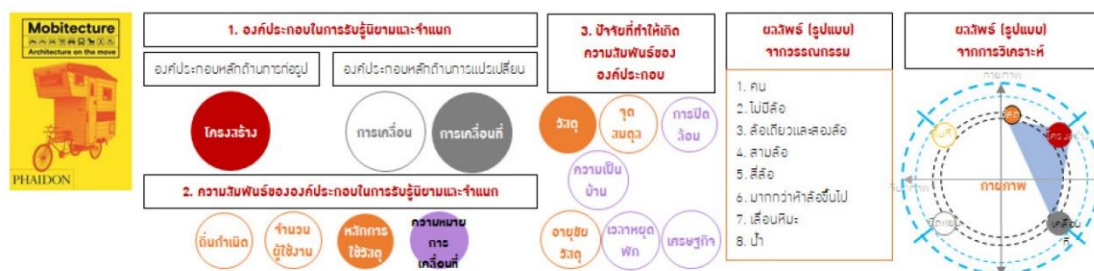 Mobitecture
Architecture on the move
PHAIDON
1. องค์ประกอบในการรับรู้นิยามและจำแนก
องค์ประกอบหลักด้านการก่อรูป
องค์ประกอบหลักด้านการแปรเปลี่ยน
โครงสร้าง
การเคลื่อน
การเคลื่อนที่
2. ความสัมพันธ์ขององค์ประกอบในการรับรู้นิยามและจำแนก
ถิ่นกำเนิด
จำนวน
ผู้ใช้งาน
หลักการ
ใช้วัสดุ
ความหมาย
การ
เคลื่อนที่
3. ปัจจัยที่ทำให้เกิด
ความสัมพันธ์ของ
องค์ประกอบ
วัสดุ
จุด
สมดุล
การปิด
ล้อม
ความเป็น
บ้าน
อายุขัย
วัสดุ
เวลาหยุด
พัก
เศรษฐกิจ
ผลลัพธ์ (รูปแบบ)
จากวรรณกรรม
1. คน
2. ไม่มีล้อ
3. ล้อเดียวและสองล้อ
4. สามล้อ
5. สี่ล้อ
6. มากกว่าห้าล้อขึ้นไป
7. เลื่อนหิมะ
8. น้ำ
ผลลัพธ์ (รูปแบบ)
จากการวิเคราะห์
กายภาพ